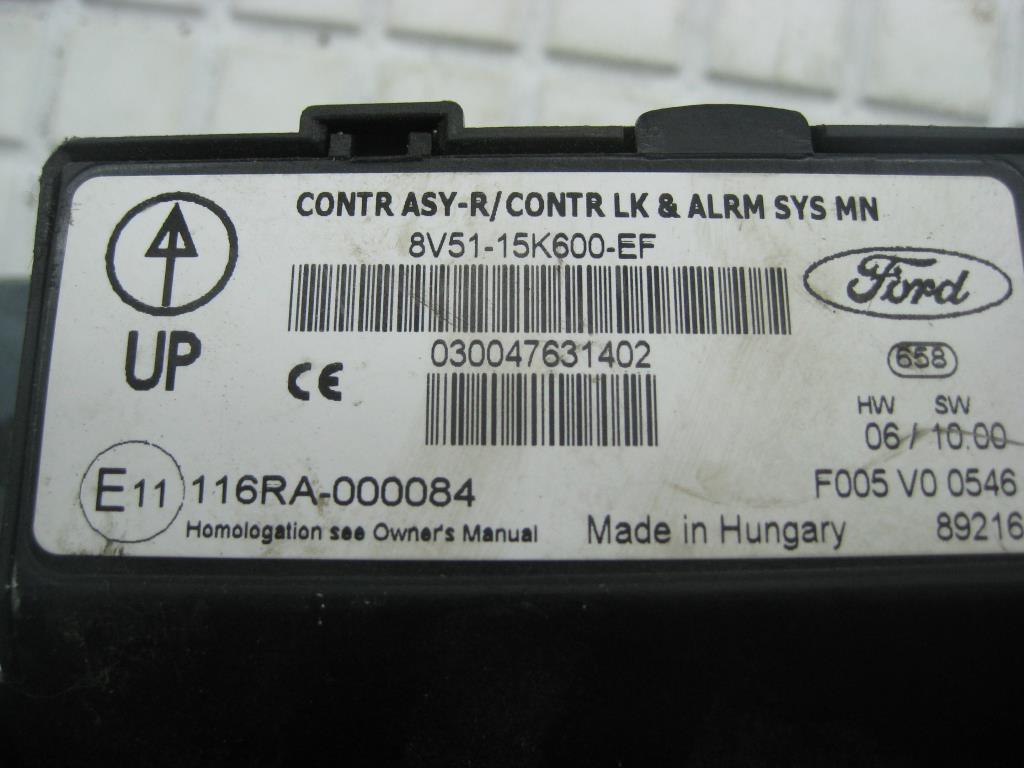 CONTR ASY-R/CONTR LK & ALRM SYS MN
8V51-15K600-EF
Ford
UP
CE
030047631402
658
HW SW
06 / 10.00
E11 116RA-000084
F005 V0 0546
Homologation see Owner's Manual
Made in Hungary
89216